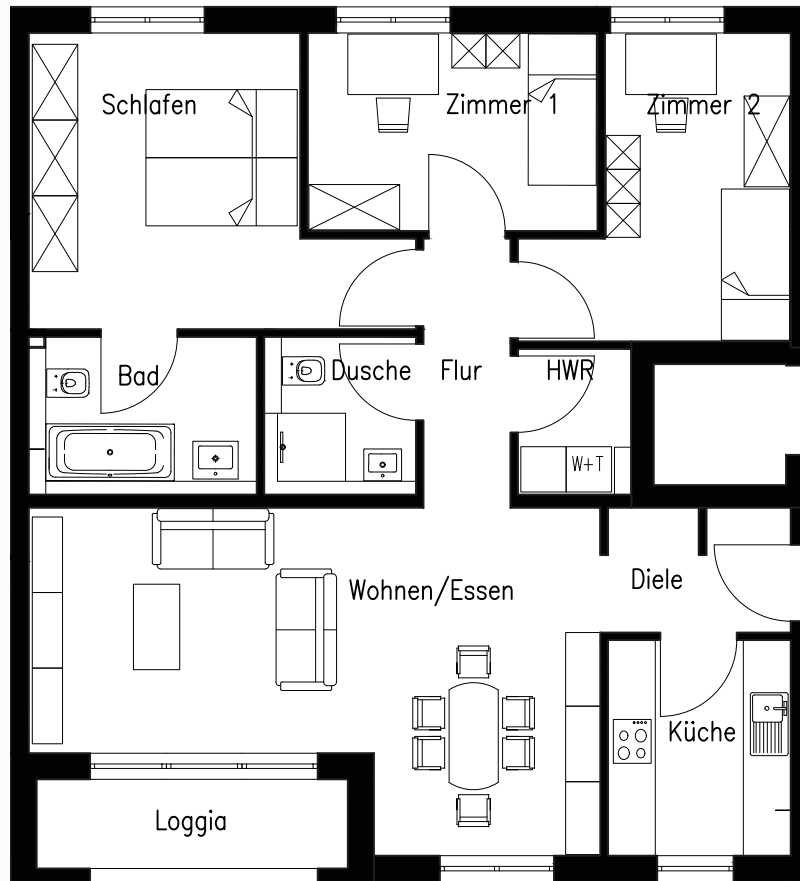 Schlafen
Zimmer 1
Zimmer 2
Bad
Dusche
Flur
HWR
W+T
Wohnen/Essen
Diele
Küche
Loggia